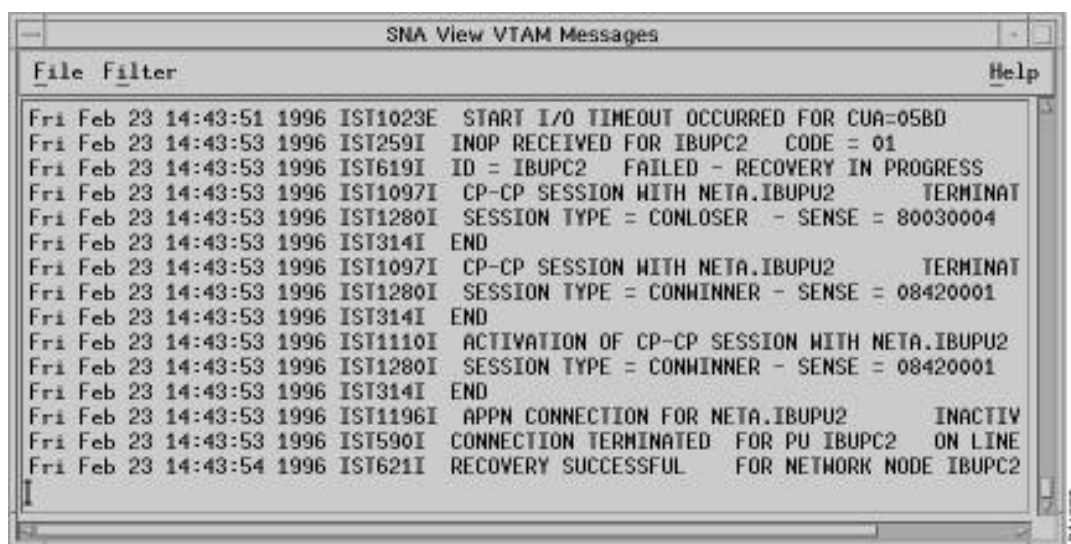 SNA View VTAM Messages
File Filter Help
Fri Feb 23 14:43:51 1996 IST1023E START I/O TIMEOUT OCCURRED FOR CUA=05BD
Fri Feb 23 14:43:53 1996 IST259I INOP RECEIVED FOR IBUPC2 CODE = 01
Fri Feb 23 14:43:53 1996 IST619I ID = IBUPC2 FAILED - RECOVERY IN PROGRESS
Fri Feb 23 14:43:53 1996 IST1097I CP-CP SESSION WITH NETA.IBUPU2 TERMINAT
Fri Feb 23 14:43:53 1996 IST1280I SESSION TYPE = CONLOSER - SENSE = 80030004
Fri Feb 23 14:43:53 1996 IST314I END
Fri Feb 23 14:43:53 1996 IST1097I CP-CP SESSION WITH NETA.IBUPU2 TERMINAT
Fri Feb 23 14:43:53 1996 IST1280I SESSION TYPE = CONWINNER - SENSE = 08420001
Fri Feb 23 14:43:53 1996 IST314I END
Fri Feb 23 14:43:53 1996 IST1110I ACTIVATION OF CP-CP SESSION WITH NETA.IBUPU2
Fri Feb 23 14:43:53 1996 IST1280I SESSION TYPE = CONWINNER - SENSE = 08420001
Fri Feb 23 14:43:53 1996 IST314I END
Fri Feb 23 14:43:53 1996 IST1196I APPN CONNECTION FOR NETA.IBUPU2 INACTIV
Fri Feb 23 14:43:53 1996 IST590I CONNECTION TERMINATED FOR PU IBUPC2 ON LINE
Fri Feb 23 14:43:54 1996 IST621I RECOVERY SUCCESSFUL FOR NETWORK NODE IBUPC2